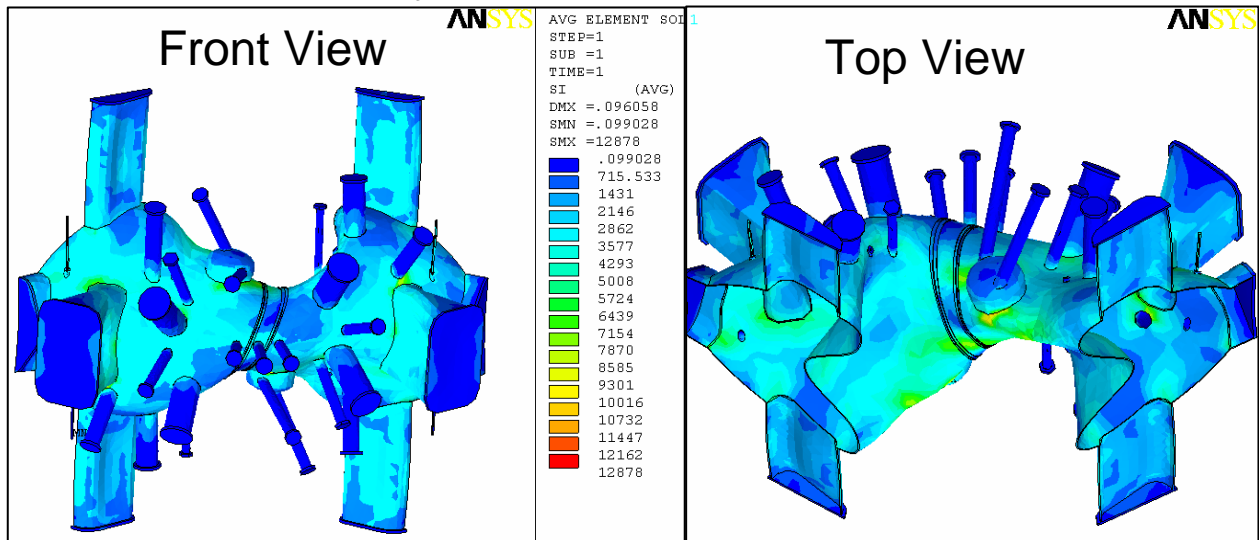 ANSYS
Front View
AVG ELEMENT SOL1
STEP=1
SUB =1
TIME=1
SI (AVG)
DMX =.096058
SMN =.099028
SMX =12878
.099028
715.533
1431
2146
2862
3577
4293
5008
5724
6439
7154
7870
8585
9301
10016
10732
11447
12162
12878
ANSYS
Top View